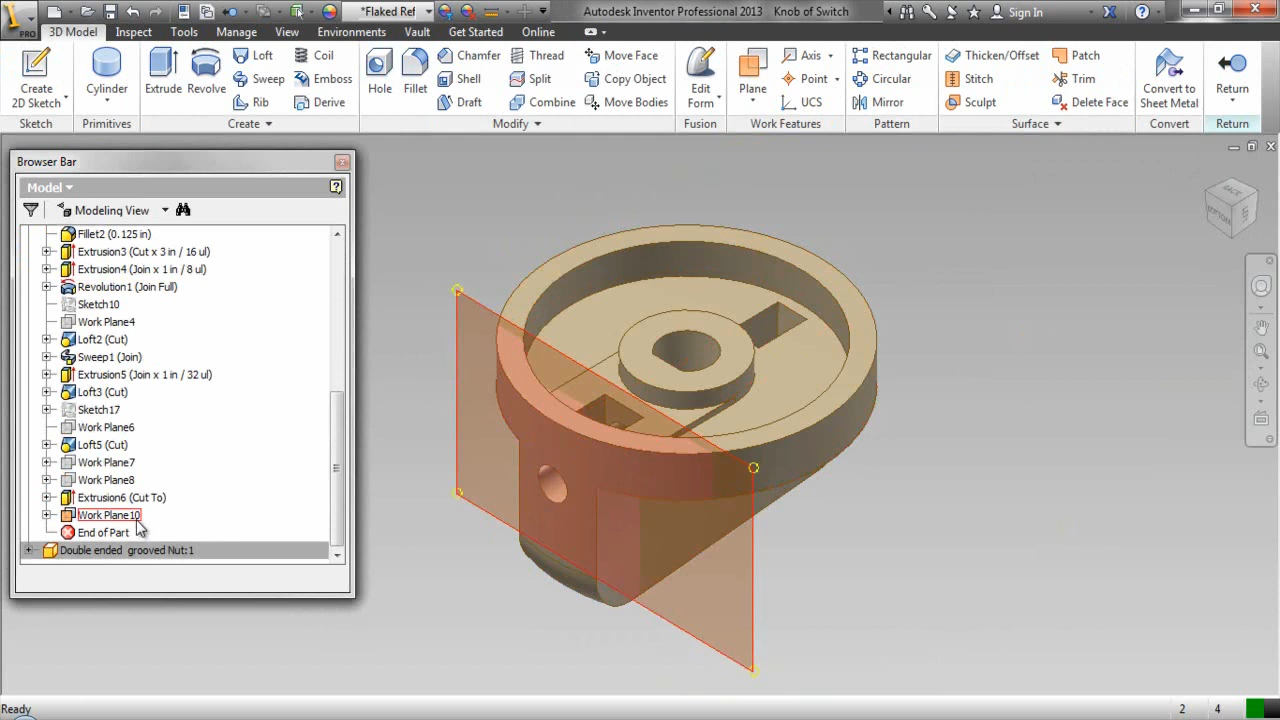 *Flaked Ref
Autodesk Inventor Professional 2013 Knob of Switch
Sign In
PRO
3D Model Inspect Tools Manage View Environments Vault Get Started Online
Create 2D Sketch
Cylinder
Extrude Revolve
Loft Coil
Sweep Emboss
Rib Derive
Hole Fillet
Chamfer Thread Move Face
Shell Split Copy Object
Draft Combine Move Bodies
Edit Form
Plane
Axis
Point
UCS
Rectangular
Circular
Mirror
Thicken/Offset Patch
Stitch Trim
Sculpt Delete Face
Convert to Sheet Metal
Return
Sketch Primitives Create Modify Fusion Work Features Pattern Surface Convert Return
Browser Bar
Model
Modeling View
Fillet2 (0.125 in)
Extrusion3 (Cut x 3 in / 16 ul)
Extrusion4 (Join x 1 in / 8 ul)
Revolution1 (Join Full)
Sketch10
Work Plane4
Loft2 (Cut)
Sweep1 (Join)
Extrusion5 (Join x 1 in / 32 ul)
Loft3 (Cut)
Sketch17
Work Plane6
Loft5 (Cut)
Work Plane7
Work Plane8
Extrusion6 (Cut To)
Work Plane10
End of Part
Double ended grooved Nut:1
BACK
BOTTOM
Ready
2 4